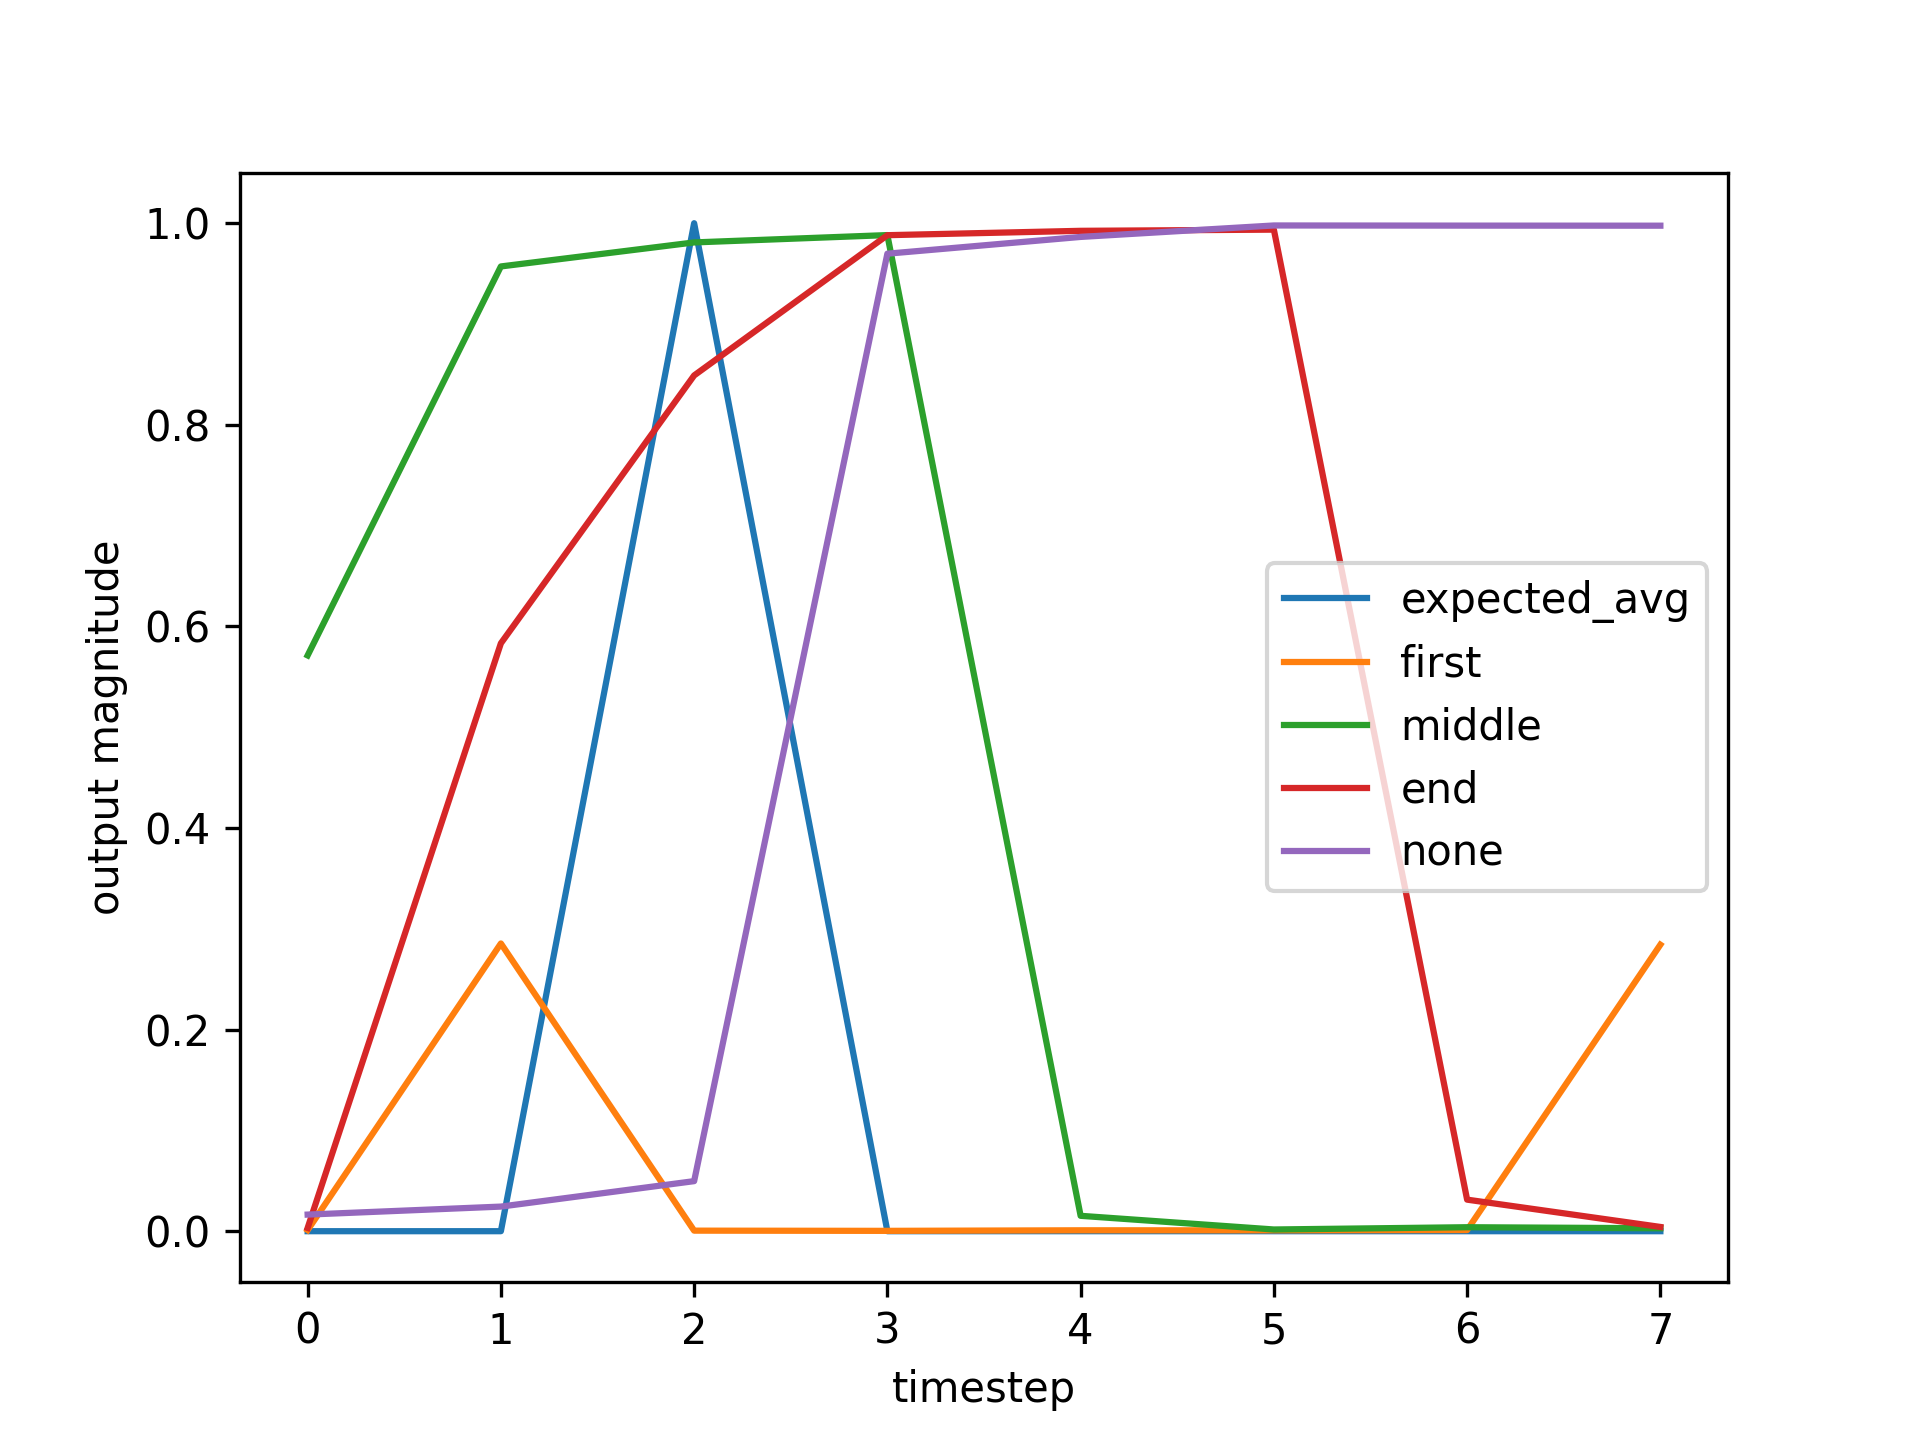 output magnitude
1.0
0.8
0.6
0.4
0.2
0.0
expected_avg
first
middle
end
none
0 1 2 3 4 5 6 7
timestep